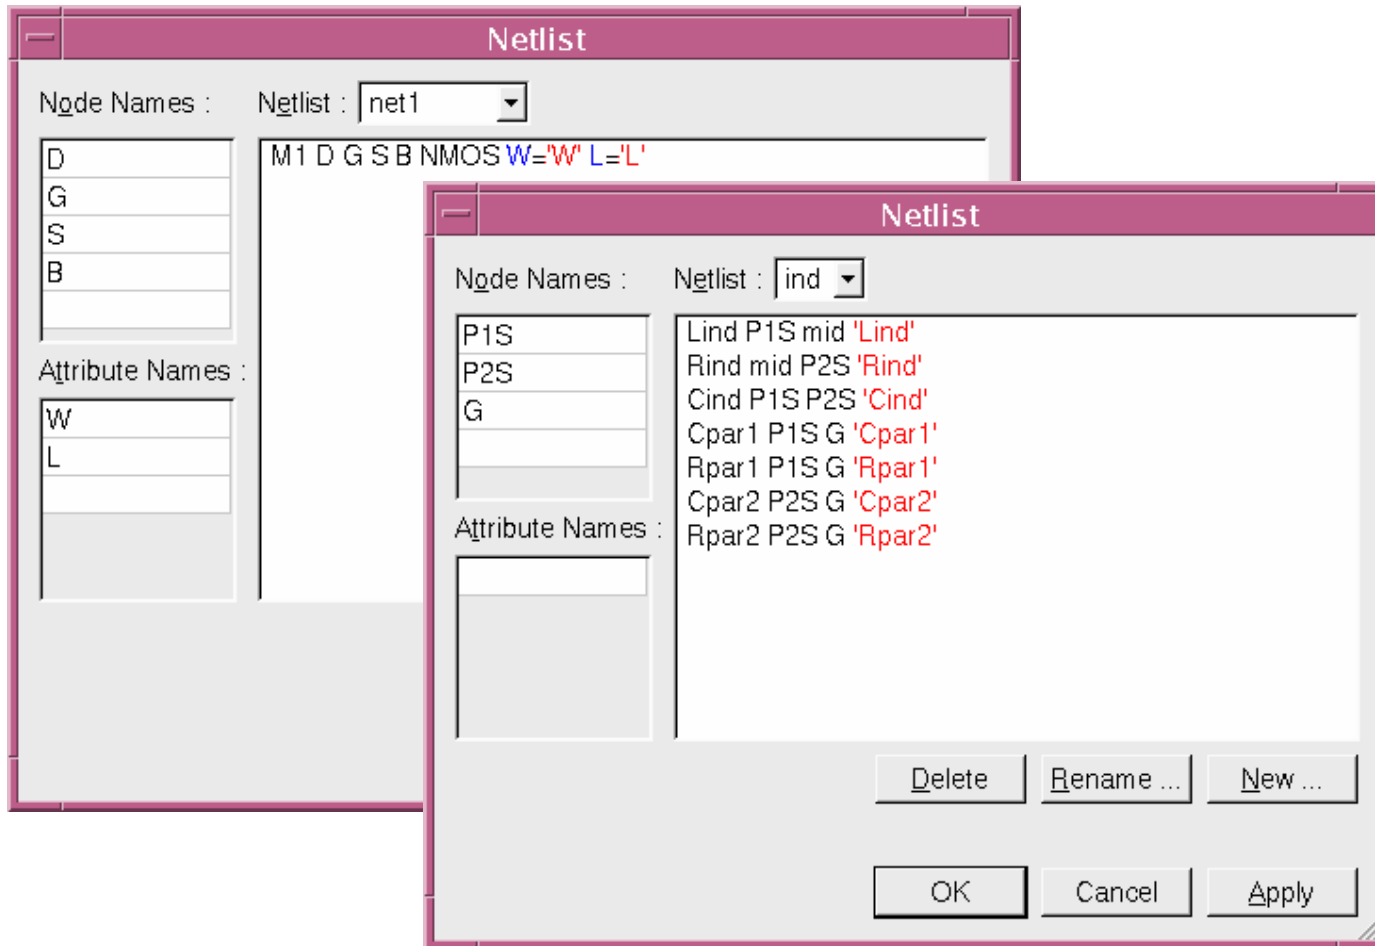 Netlist
Node Names :
Netlist : net1
D
G
S
B
M1 D G S B NMOS W='W' L='L'
Attribute Names :
W
L
Netlist
Node Names :
Netlist : ind
P1S
P2S
G
Lind P1S mid 'Lind'
Rind mid P2S 'Rind'
Cind P1S P2S 'Cind'
Cpar1 P1S G 'Cpar1'
Rpar1 P1S G 'Rpar1'
Cpar2 P2S G 'Cpar2'
Rpar2 P2S G 'Rpar2'
Attribute Names :
Delete
Rename ...
New ...
OK
Cancel
Apply